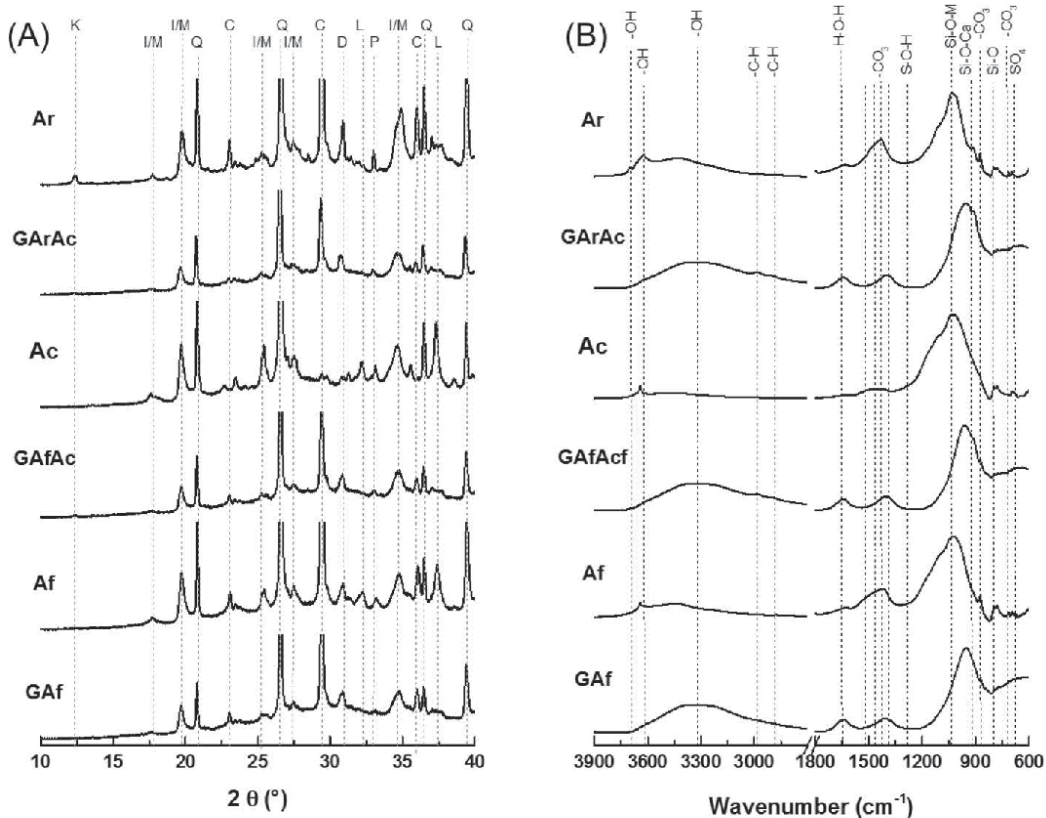 (A)
K I/M C C L I/M Q Q
I/M Q I/M I/M D P C L
Ar
GArAc
Ac
GAfAc
Af
GAf
10 15 20 25 30 35 40
2 θ (°)
(B)
-OH
-OH
-OH
-C-H
-C-H
H-O-H
-CO3
S-O-H
Si-O-M
Si-O-Ca
-CO3
Si-O
-CO3
SO4
Ar
GArAc
Ac
GAfAcf
Af
GAf
3900 3600 3300 3000 1800 1500 1200 900 600
Wavenumber (cm-1)